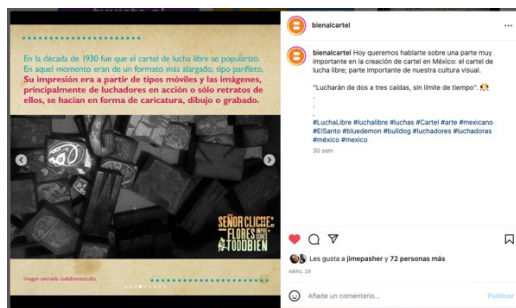 En la década de 1930 fue que el cartel de lucha libre se popularizó.
En aquel momento eran de un formato más alargado, tipo panfleto.
Su impresión era a partir de tipos móviles y las imágenes,
principalmente de luchadores en acción o sólo retratos de
ellos, se hacían en forma de caricatura, dibujo o grabado.
SEÑOR CLICHÉ:
FLORES
#TODOBIEN
Imagen extraída todobienestudio
bienalcartel
bienalcartel Hoy queremos hablarte sobre una parte muy
importante en la creación de cartel en México: el cartel de
lucha libre; parte importante de nuestra cultura visual.
"Lucharán de dos a tres caídas, sin límite de tiempo".
.
.
.
#LuchaLibre #luchalibre #luchas #Cartel #arte #mexicano
#ElSanto #bluedemon #bulldog #luchadores #luchadoras
#méxico #mexico
30 sem
Les gusta a jimepasher y 72 personas más
ABRIL 29
Añade un comentario...
Publicar